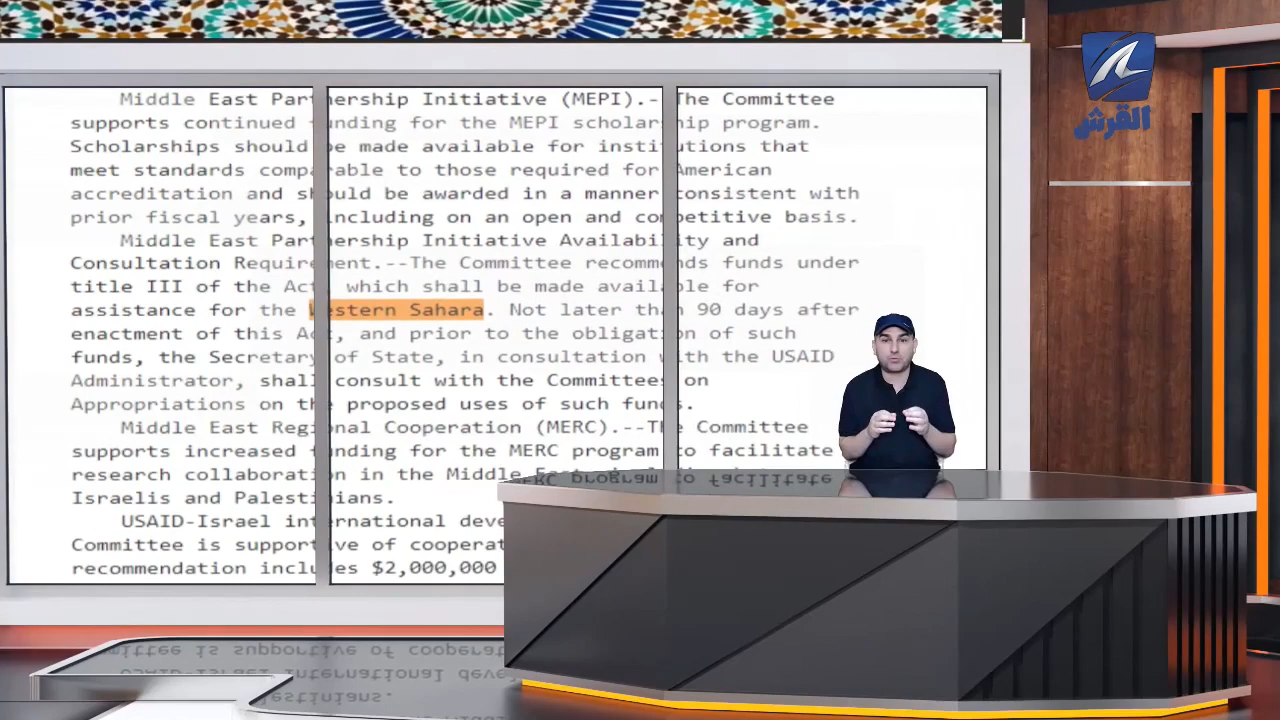 القرش
Middle East Partnership Initiative (MEPI).- The Committee
supports continued funding for the MEPI scholarship program.
Scholarships should be made available for institutions that
meet standards comparable to those required for American
accreditation and should be awarded in a manner consistent with
prior fiscal years, including on an open and competitive basis.
Middle East Partnership Initiative Availability and
Consultation Requirement.--The Committee recommends funds under
title III of the Act, which shall be made available for
assistance for the Western Sahara. Not later than 90 days after
enactment of this Act, and prior to the obligation of such
funds, the Secretary of State, in consultation with the USAID
Administrator, shall consult with the Committees on
Appropriations on the proposed uses of such funds.
Middle East Regional Cooperation (MERC).--The Committee
supports increased funding for the MERC program to facilitate
research collaboration in the Middle East
Israelis and Palestinians.
USAID-Israel international deve
Committee is supportive of cooperat
recommendation includes $2,000,000